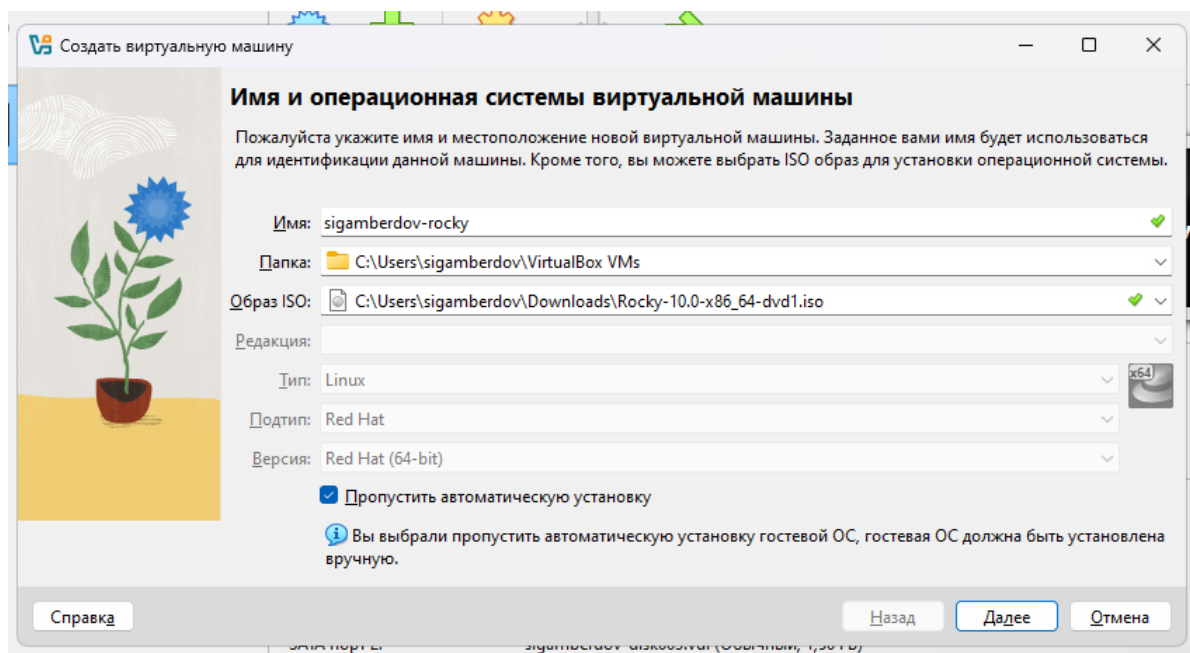 Создать виртуальную машину
Имя и операционная системы виртуальной машины
Пожалуйста укажите имя и местоположение новой виртуальной машины. Заданное вами имя будет использоваться
для идентификации данной машины. Кроме того, вы можете выбрать ISO образ для установки операционной системы.
Имя: sigamberdov-rocky
Папка: C:\Users\sigamberdov\VirtualBox VMs
Образ ISO: C:\Users\sigamberdov\Downloads\Rocky-10.0-x86_64-dvd1.iso
Редакция:
Тип: Linux x64
Подтип: Red Hat
Версия: Red Hat (64-bit)
Пропустить автоматическую установку
Вы выбрали пропустить автоматическую установку гостевой ОС, гостевая ОС должна быть установлена
вручную.
Справка Назад Далее Отмена